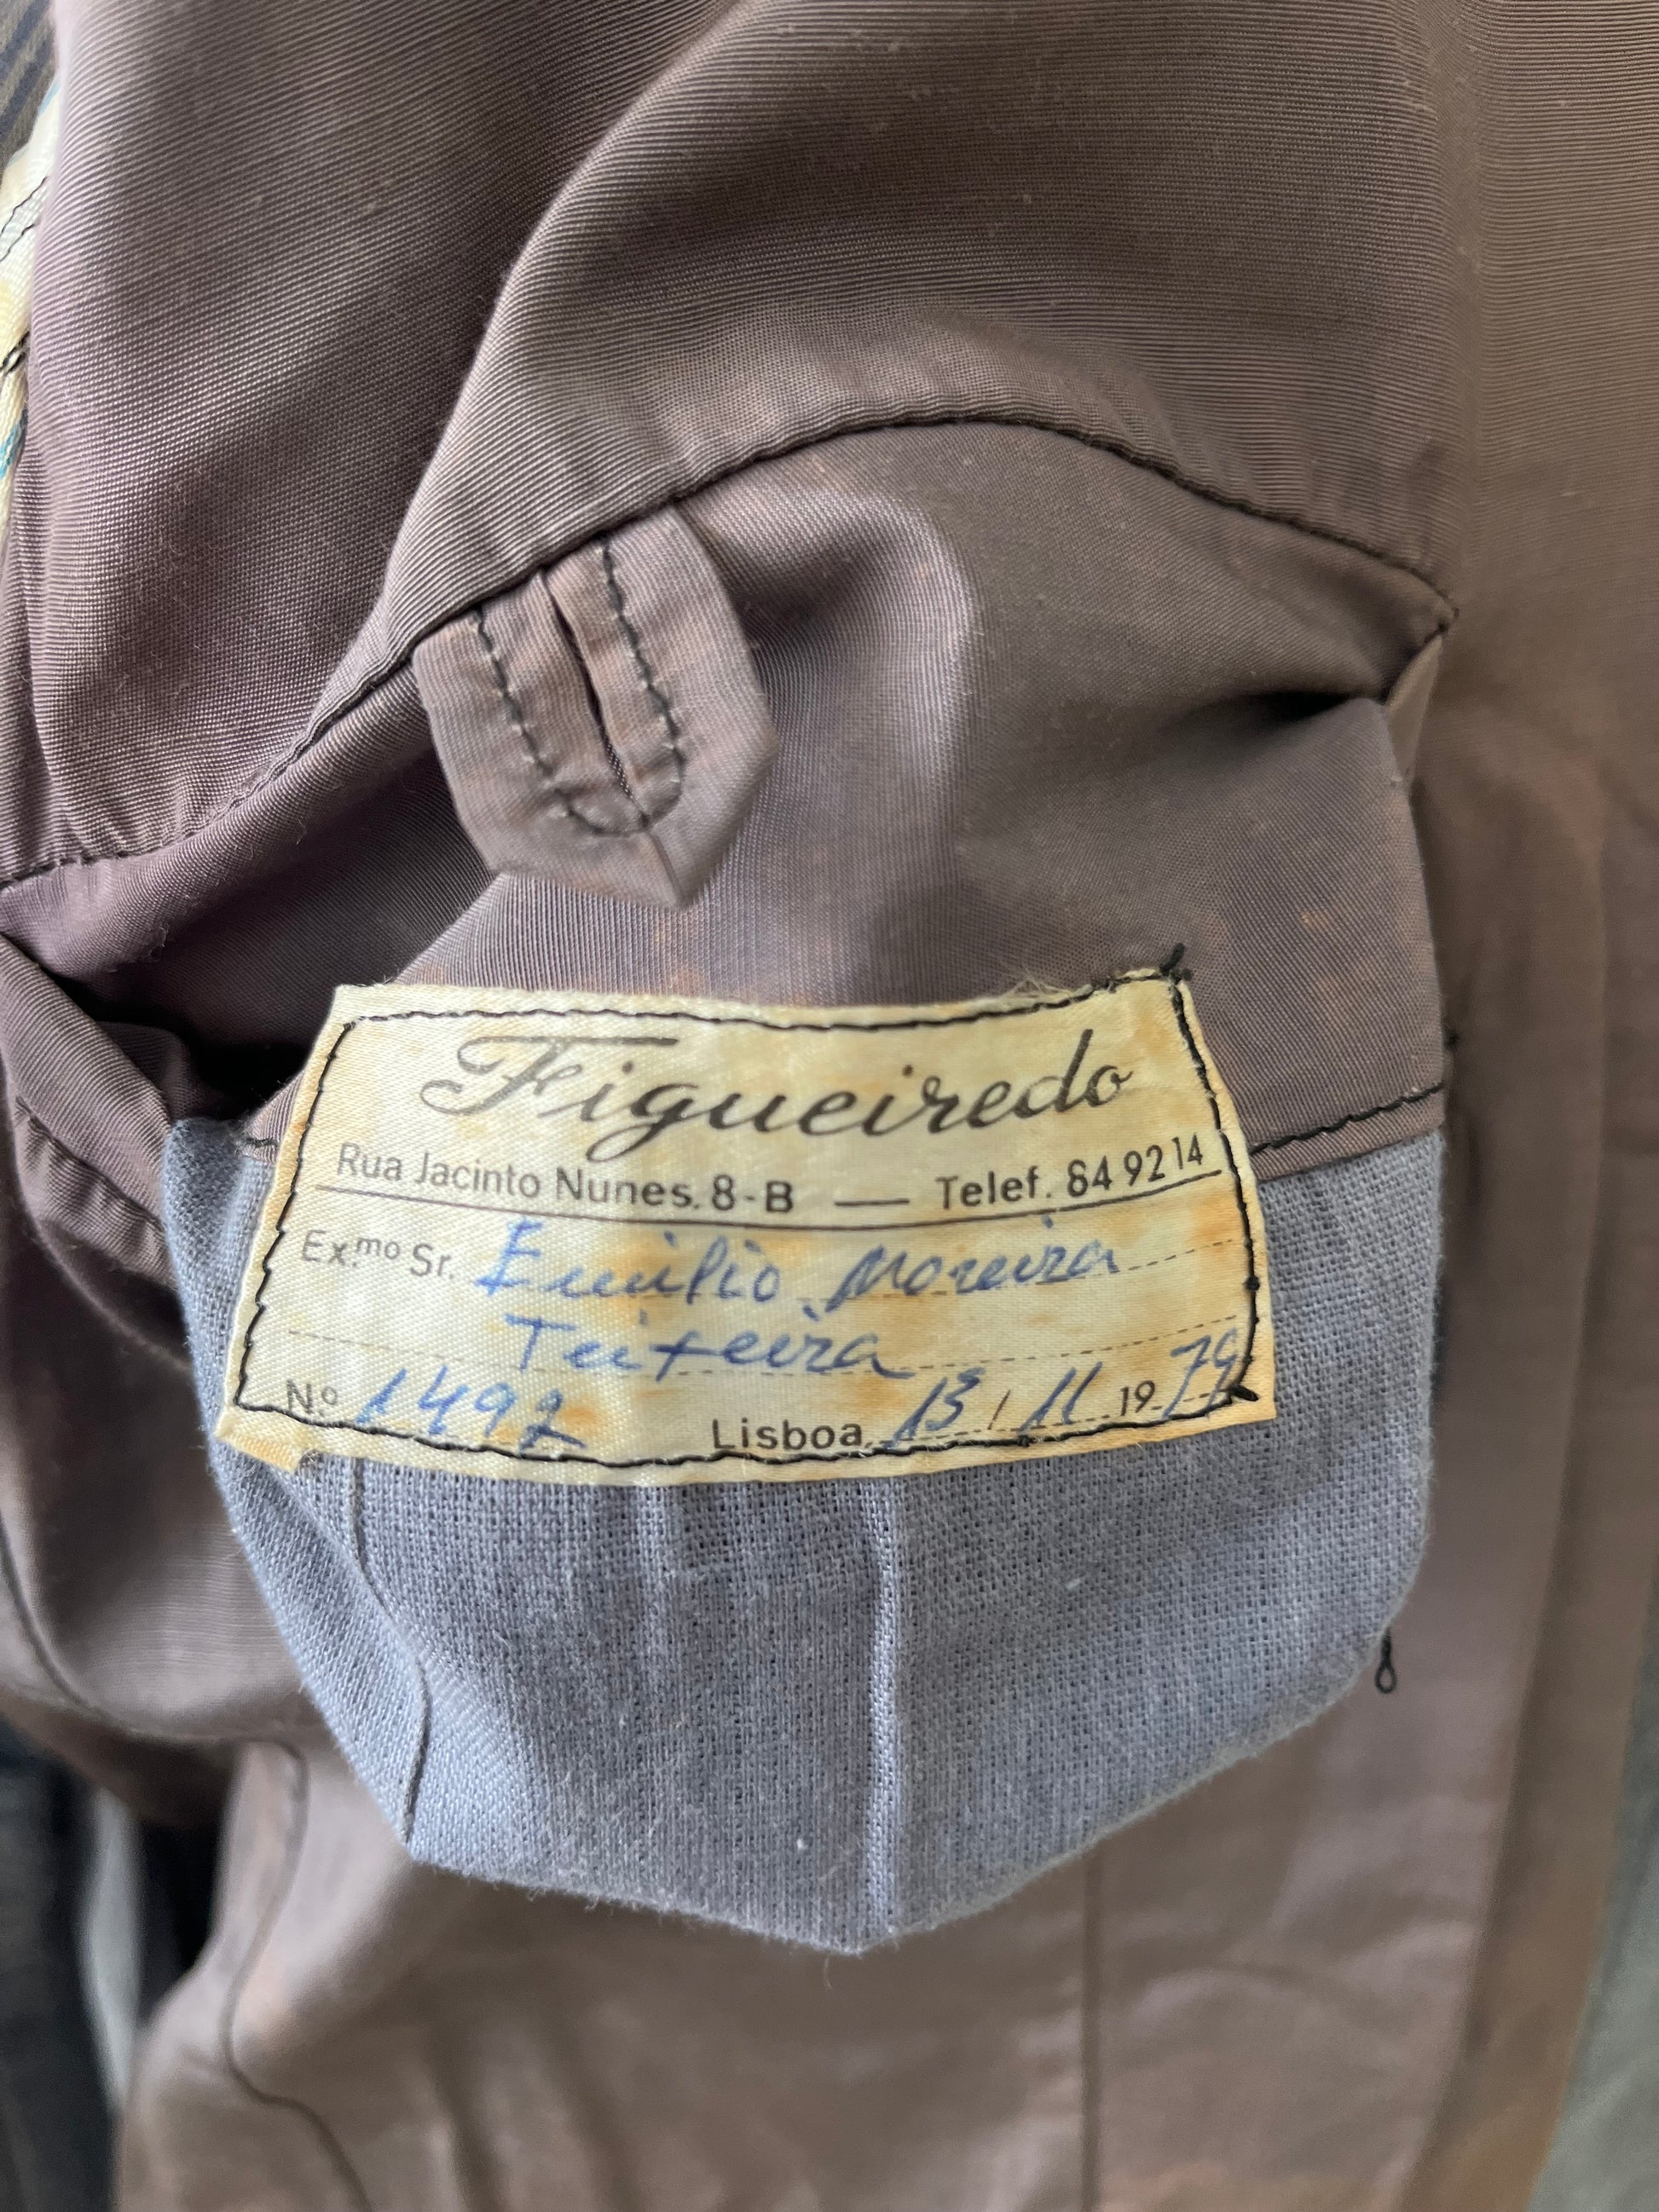 Figueiredo
Rua Jacinto Nunes, 8-B — Telef. 84 92 14
Ex.mo Sr. Emilio Moreira
Teixeira
Nº 1492 Lisboa, 13 / 11 1979